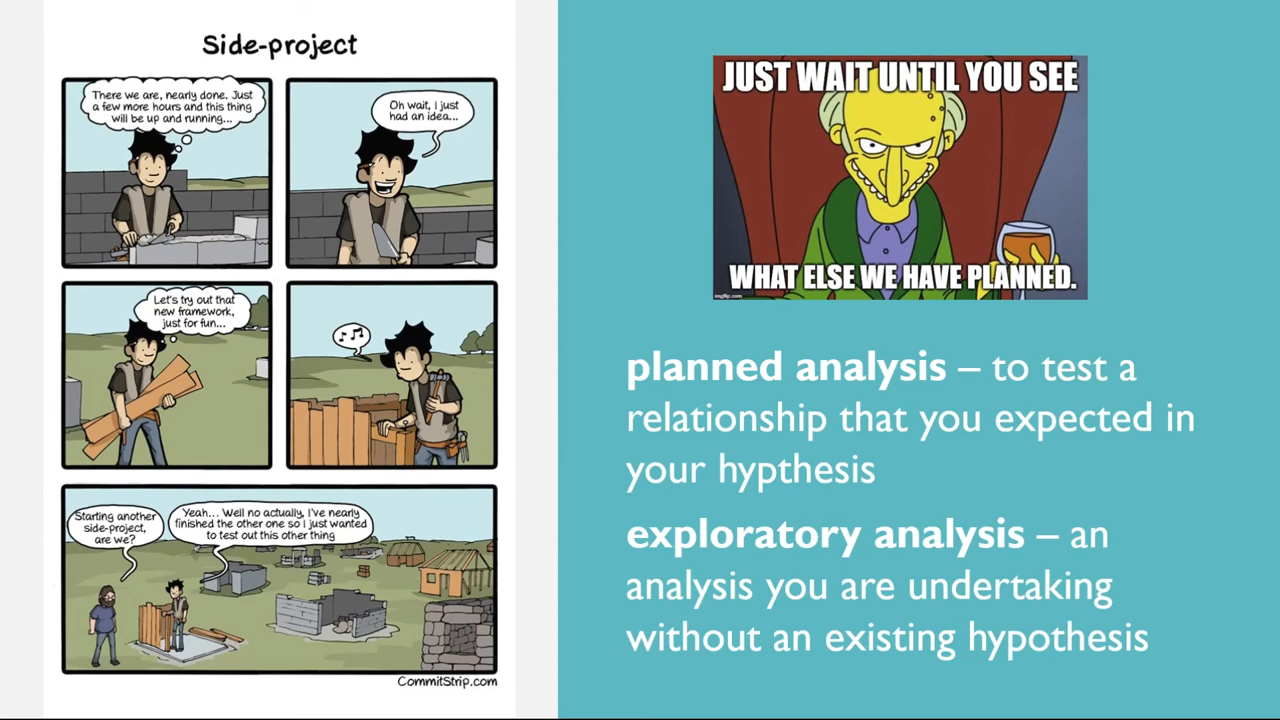 Side-project
There we are, nearly done. Just
a few more hours and this thing
will be up and running...
Oh wait, I just
had an idea...
Let's try out that
new framework,
just for fun...
Starting another
side-project,
are we?
Yeah... Well no actually, I've nearly
finished the other one so I just wanted
to test out this other thing
CommitStrip.com
JUST WAIT UNTIL YOU SEE
WHAT ELSE WE HAVE PLANNED.
imgflip.com
planned analysis – to test a
relationship that you expected in
your hypthesis
exploratory analysis – an
analysis you are undertaking
without an existing hypothesis